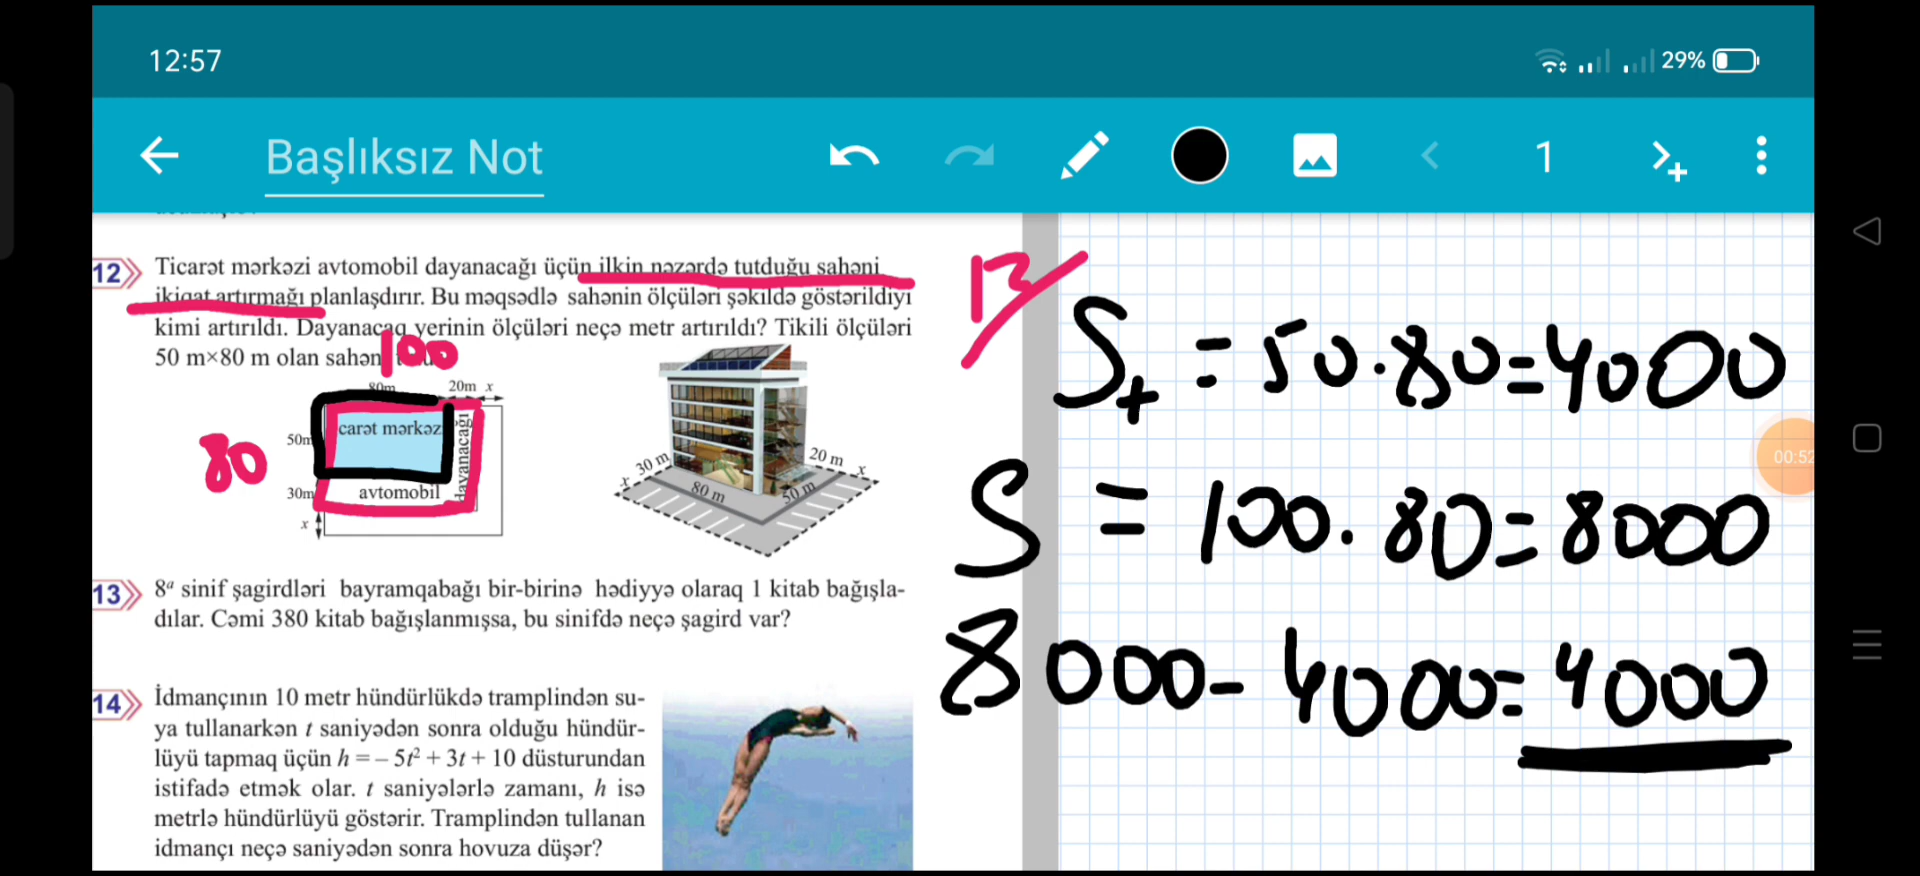 12:57
29%
Başlıksız Not
1
12
Ticarət mərkəzi avtomobil dayanacağı üçün ilkin nəzərdə tutduğu sahəni
ikiqat artırmağı planlaşdırır. Bu məqsədlə sahənin ölçüləri şəkildə göstərildiyi
kimi artırıldı. Dayanacaq yerinin ölçüləri neçə metr artırıldı? Tikili ölçüləri
50 m×80 m olan sahən
100
80m
20m x
carət mərkəz
50m
80
30m
avtomobil
dayanacağı
x
30 m
x
80 m
50 m
20 m
x
13
8ᵃ sinif şagirdləri bayramqabağı bir-birinə hədiyyə olaraq 1 kitab bağışla-
dılar. Cəmi 380 kitab bağışlanmışsa, bu sinifdə neçə şagird var?
14
İdmançının 10 metr hündürlükdə tramplindən su-
ya tullanarkən t saniyədən sonra olduğu hündür-
lüyü tapmaq üçün h = – 5t² + 3t + 10 düsturundan
istifadə etmək olar. t saniyələrlə zamanı, h isə
metrlə hündürlüyü göstərir. Tramplindən tullanan
idmançı neçə saniyədən sonra hovuza düşər?
12
S_t = 50.80=4000
00:52
S = 100.80=8000
8000-4000=4000